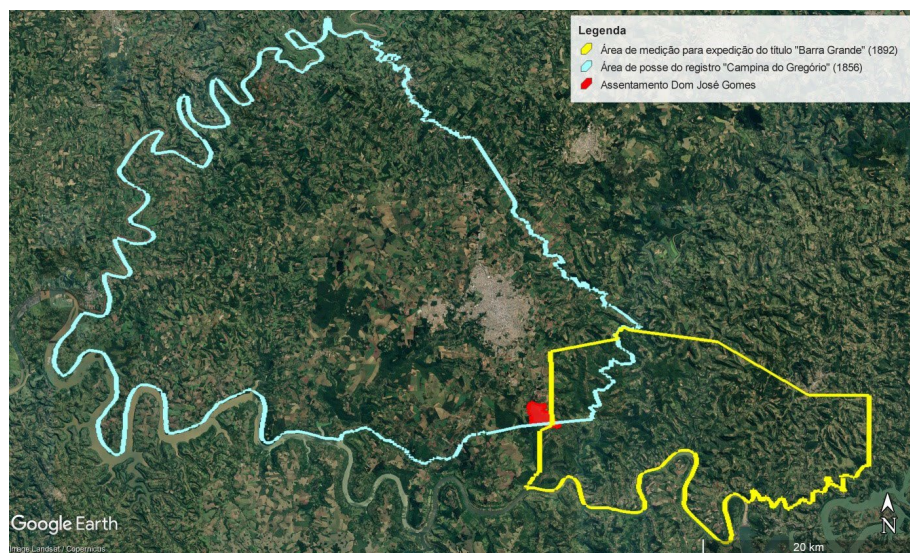 Legenda
Área de medição para expedição do título "Barra Grande" (1892)
Área de posse do registro "Campina do Gregório" (1856)
Assentamento Dom José Gomes
Google Earth
Image Landsat / Copernicus
N
20 km